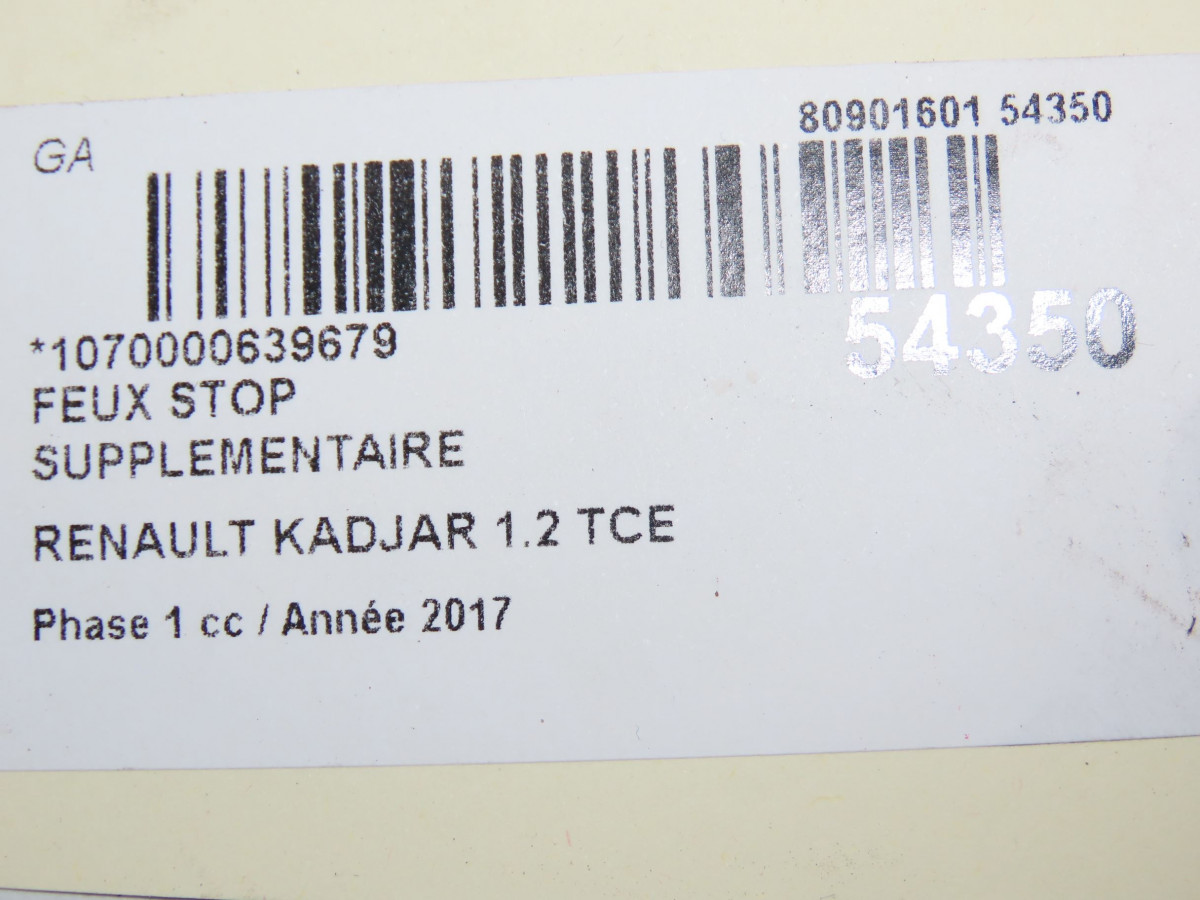 80901601 54350
GA
54350
*1070000639679
FEUX STOP
SUPPLEMENTAIRE
RENAULT KADJAR 1.2 TCE
Phase 1 cc / Année 2017